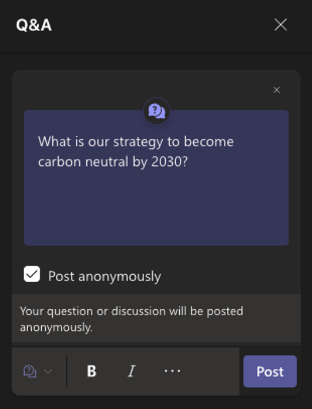 Q&A
What is our strategy to become
carbon neutral by 2030?
Post anonymously
Your question or discussion will be posted
anonymously.
B I ... Post